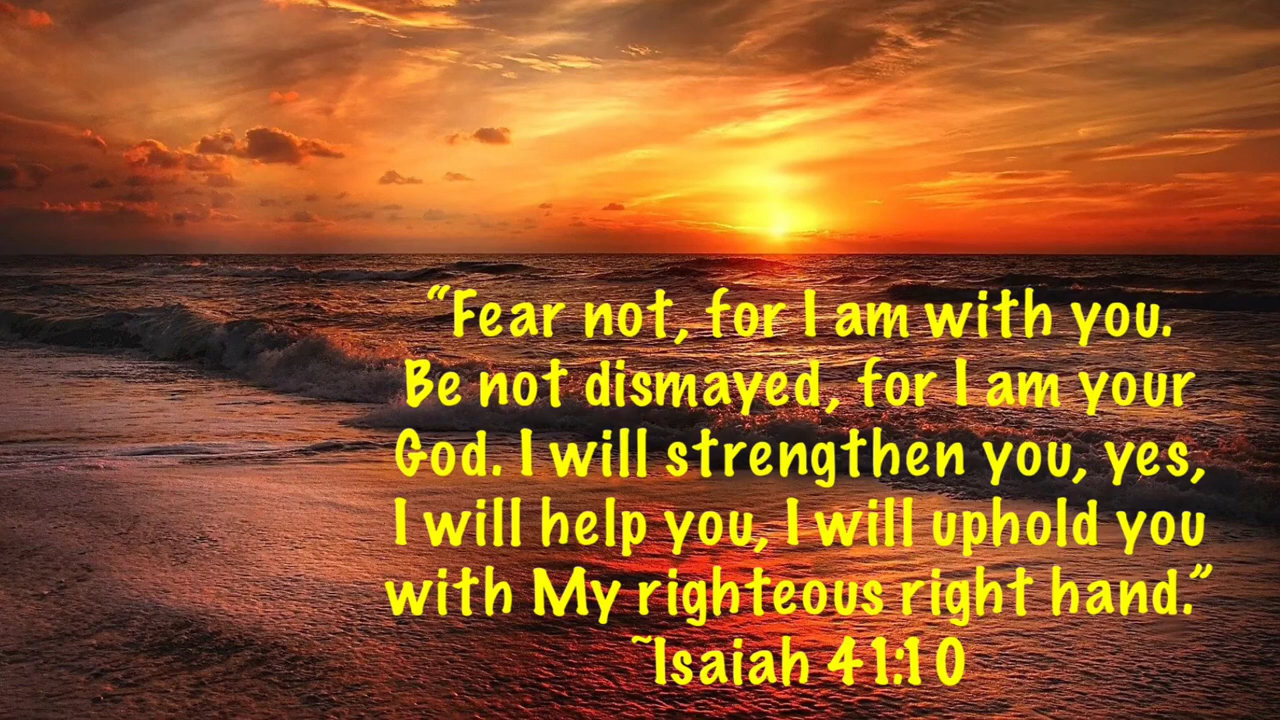 “Fear not, for I am with you.
Be not dismayed, for I am your
God. I will strengthen you, yes,
I will help you, I will uphold you
with My righteous right hand.”
~Isaiah 41:10